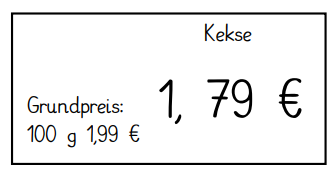 Kekse
1, 79 €
Grundpreis:
100 g 1,99 €